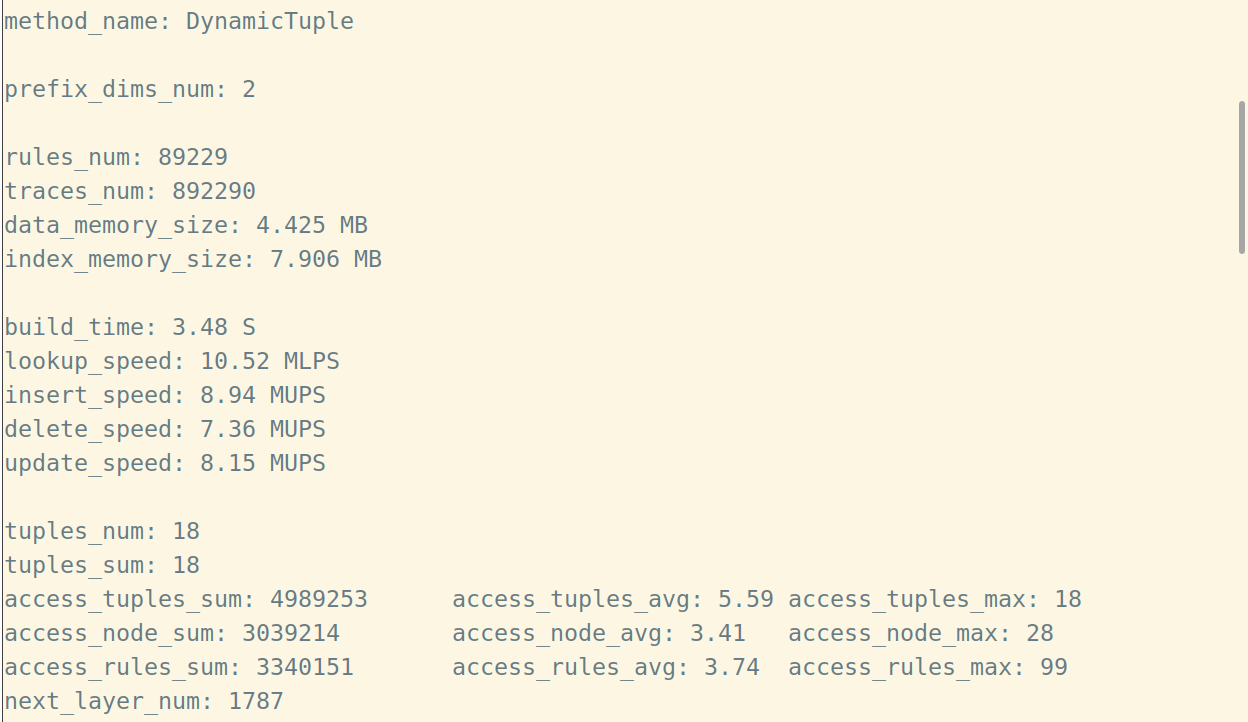 method_name: DynamicTuple
prefix_dims_num: 2
rules_num: 89229
traces_num: 892290
data_memory_size: 4.425 MB
index_memory_size: 7.906 MB
build_time: 3.48 S
lookup_speed: 10.52 MLPS
insert_speed: 8.94 MUPS
delete_speed: 7.36 MUPS
update_speed: 8.15 MUPS
tuples_num: 18
tuples_sum: 18
access_tuples_sum: 4989253 access_tuples_avg: 5.59 access_tuples_max: 18
access_node_sum: 3039214 access_node_avg: 3.41 access_node_max: 28
access_rules_sum: 3340151 access_rules_avg: 3.74 access_rules_max: 99
next_layer_num: 1787